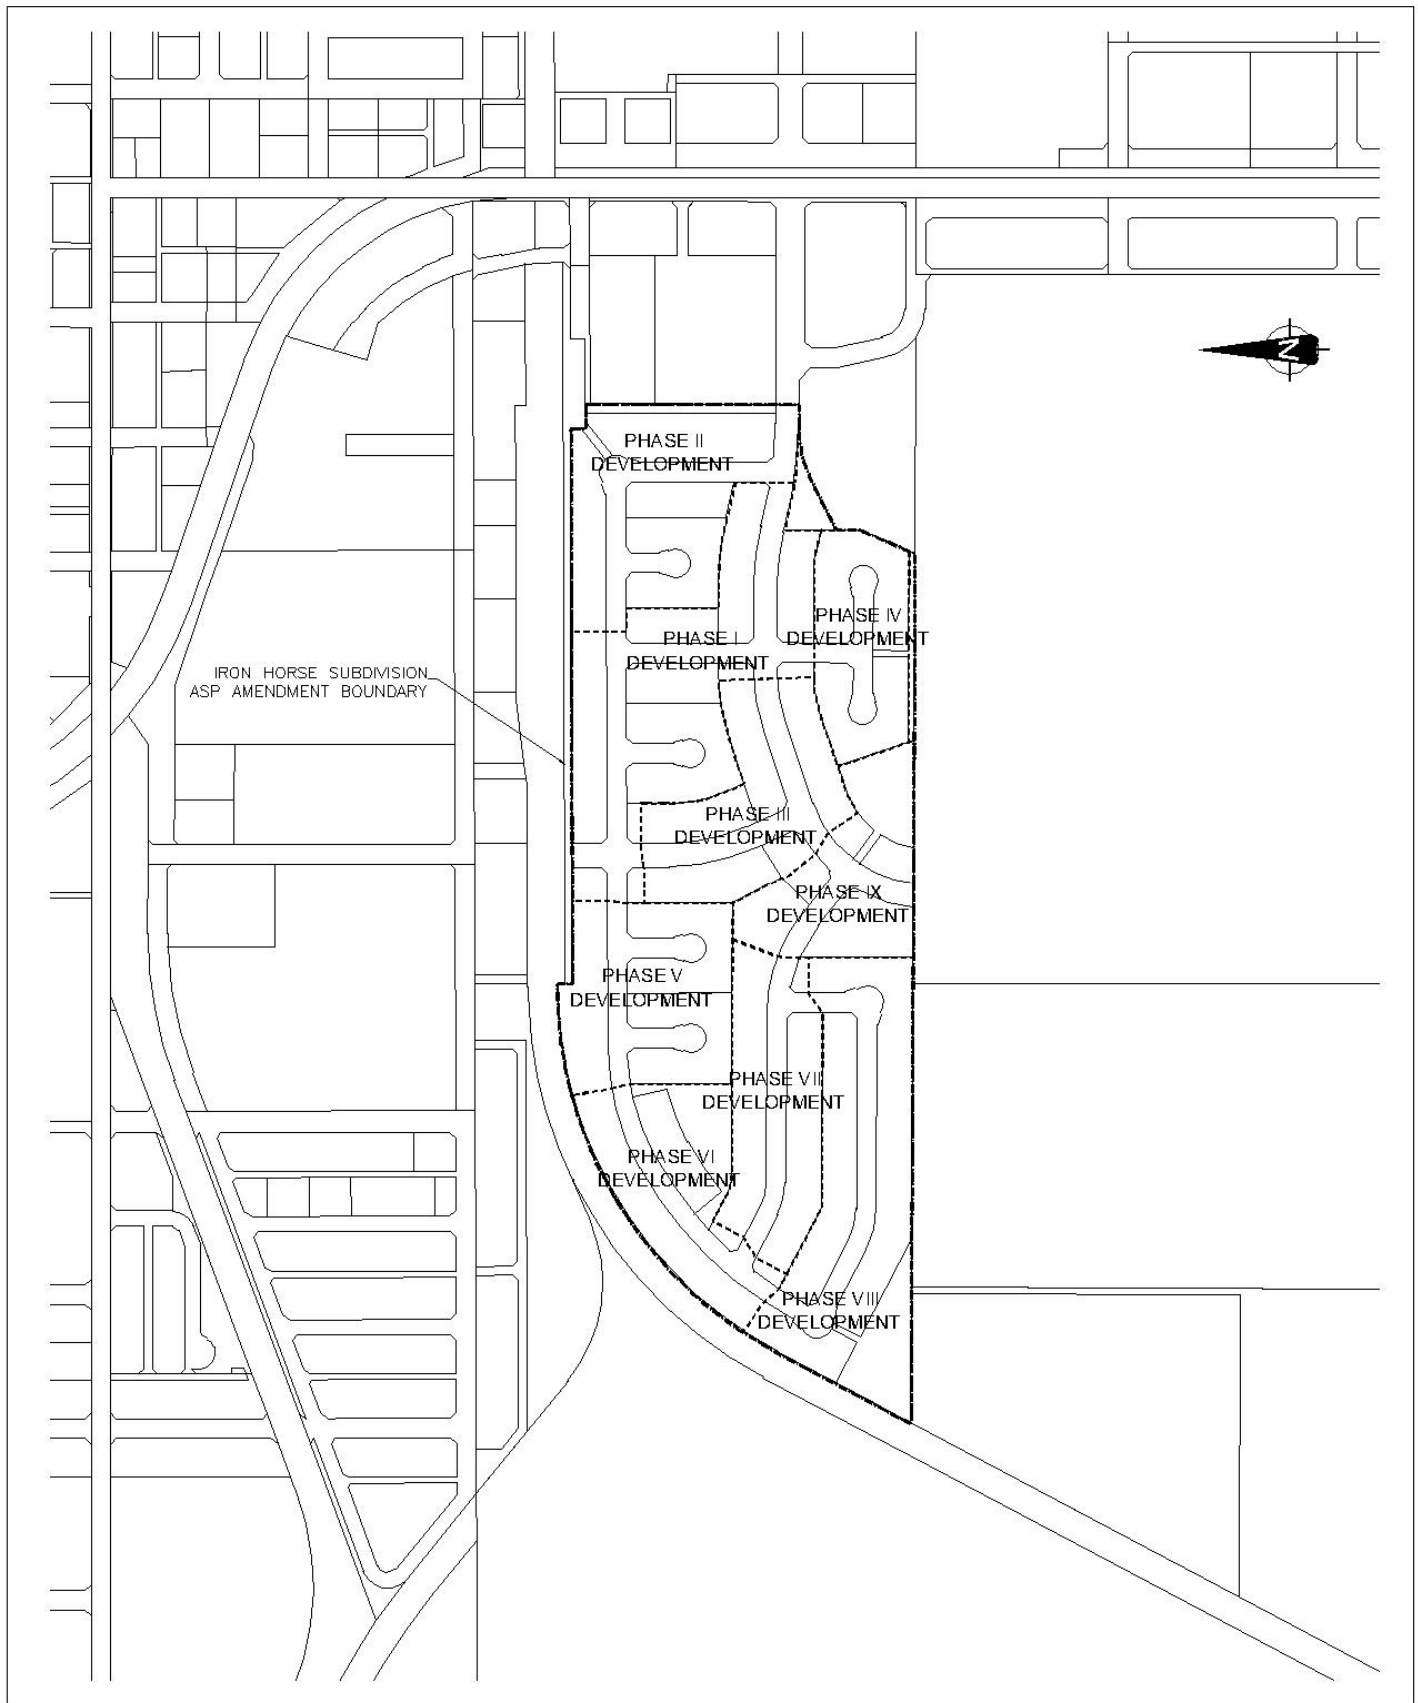 N
PHASE II
DEVELOPMENT
PHASE IV
DEVELOPMENT
PHASE I
DEVELOPMENT
IRON HORSE SUBDIVISION
ASP AMENDMENT BOUNDARY
PHASE III
DEVELOPMENT
PHASE IX
DEVELOPMENT
PHASE V
DEVELOPMENT
PHASE VII
DEVELOPMENT
PHASE VI
DEVELOPMENT
PHASE VIII
DEVELOPMENT